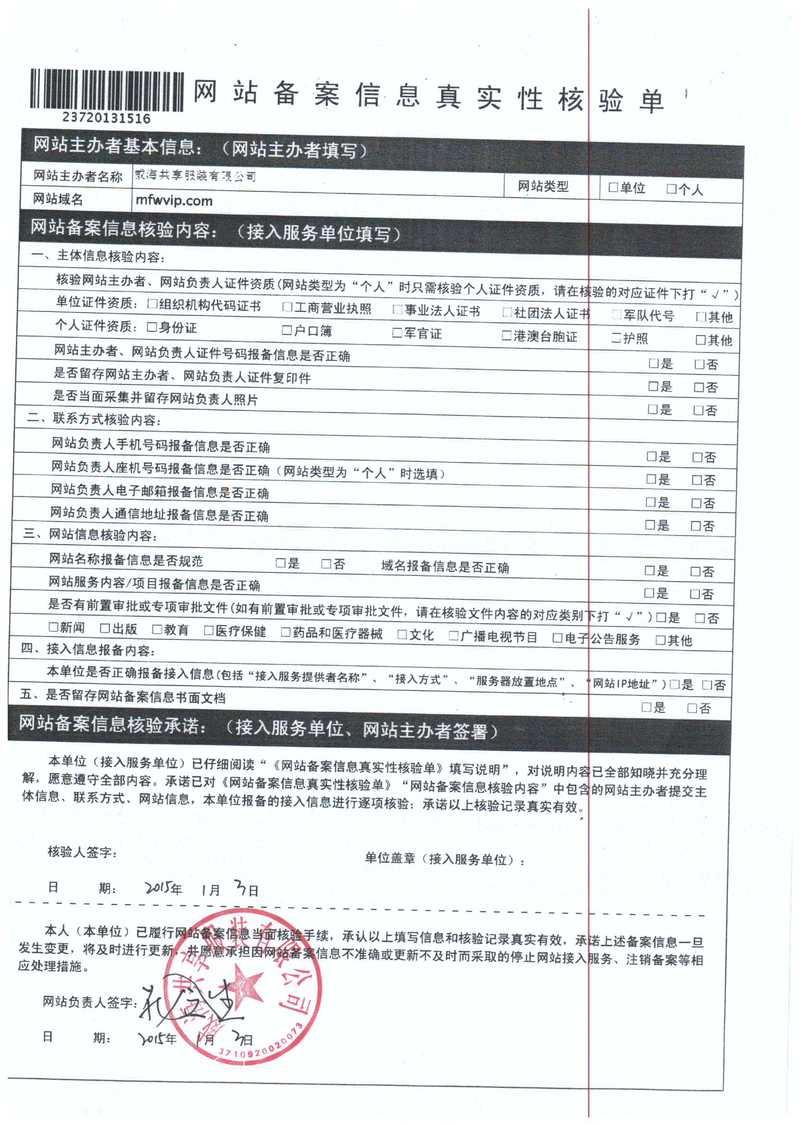 网站备案信息真实性核验单
23720131516
网站主办者基本信息：（网站主办者填写）
网站主办者名称 威海共享服装有限公司 网站类型 □单位 □个人
网站域名 mfwvip.com
网站备案信息核验内容：（接入服务单位填写）
一、主体信息核验内容：
核验网站主办者、网站负责人证件资质(网站类型为“个人”时只需核验个人证件资质，请在核验的对应证件下打“√”)
单位证件资质：□组织机构代码证书 □工商营业执照 □事业法人证书 □社团法人证书 □军队代号 □其他
个人证件资质：□身份证 □户口簿 □军官证 □港澳台胞证 □护照 □其他
网站主办者、网站负责人证件号码报备信息是否正确 □是 □否
是否留存网站主办者、网站负责人证件复印件 □是 □否
是否当面采集并留存网站负责人照片 □是 □否
二、联系方式核验内容：
网站负责人手机号码报备信息是否正确 □是 □否
网站负责人座机号码报备信息是否正确（网站类型为“个人”时选填） □是 □否
网站负责人电子邮箱报备信息是否正确 □是 □否
网站负责人通信地址报备信息是否正确 □是 □否
三、网站信息核验内容：
网站名称报备信息是否规范 □是 □否 域名报备信息是否正确 □是 □否
网站服务内容/项目报备信息是否正确 □是 □否
是否有前置审批或专项审批文件(如有前置审批或专项审批文件，请在核验文件内容的对应类别下打“√”)□是 □否
□新闻 □出版 □教育 □医疗保健 □药品和医疗器械 □文化 □广播电视节目 □电子公告服务 □其他
四、接入信息报备内容：
本单位是否正确报备接入信息(包括“接入服务提供者名称”、“接入方式”、“服务器放置地点”、“网站IP地址”)□是 □否
五、是否留存网站备案信息书面文档 □是 □否
网站备案信息核验承诺：（接入服务单位、网站主办者签署）
本单位（接入服务单位）已仔细阅读“《网站备案信息真实性核验单》填写说明”，对说明内容已全部知晓并充分理
解，愿意遵守全部内容。承诺已对《网站备案信息真实性核验单》“网站备案信息核验内容”中包含的网站主办者提交主
体信息、联系方式、网站信息，本单位报备的接入信息进行逐项核验；承诺以上核验记录真实有效。
核验人签字： 单位盖章（接入服务单位）：
日 期： 2015年 1月 3日
本人（本单位）已履行网站备案信息当面核验手续，承认以上填写信息和核验记录真实有效，承诺上述备案信息一旦
发生变更，将及时进行更新，并愿意承担因网站备案信息不准确或更新不及时而采取的停止网站接入服务、注销备案等相
应处理措施。
网站负责人签字：
日 期： 2015年 1月 3日
威海共享服装有限公司
3710920020073